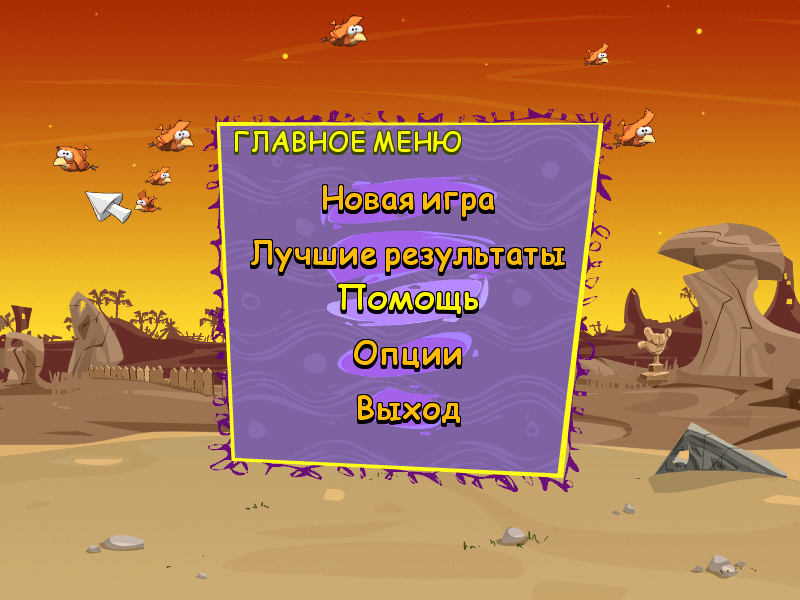 ГЛАВНОЕ МЕНЮ
Новая игра
Лучшие результаты
Помощь
Опции
Выход